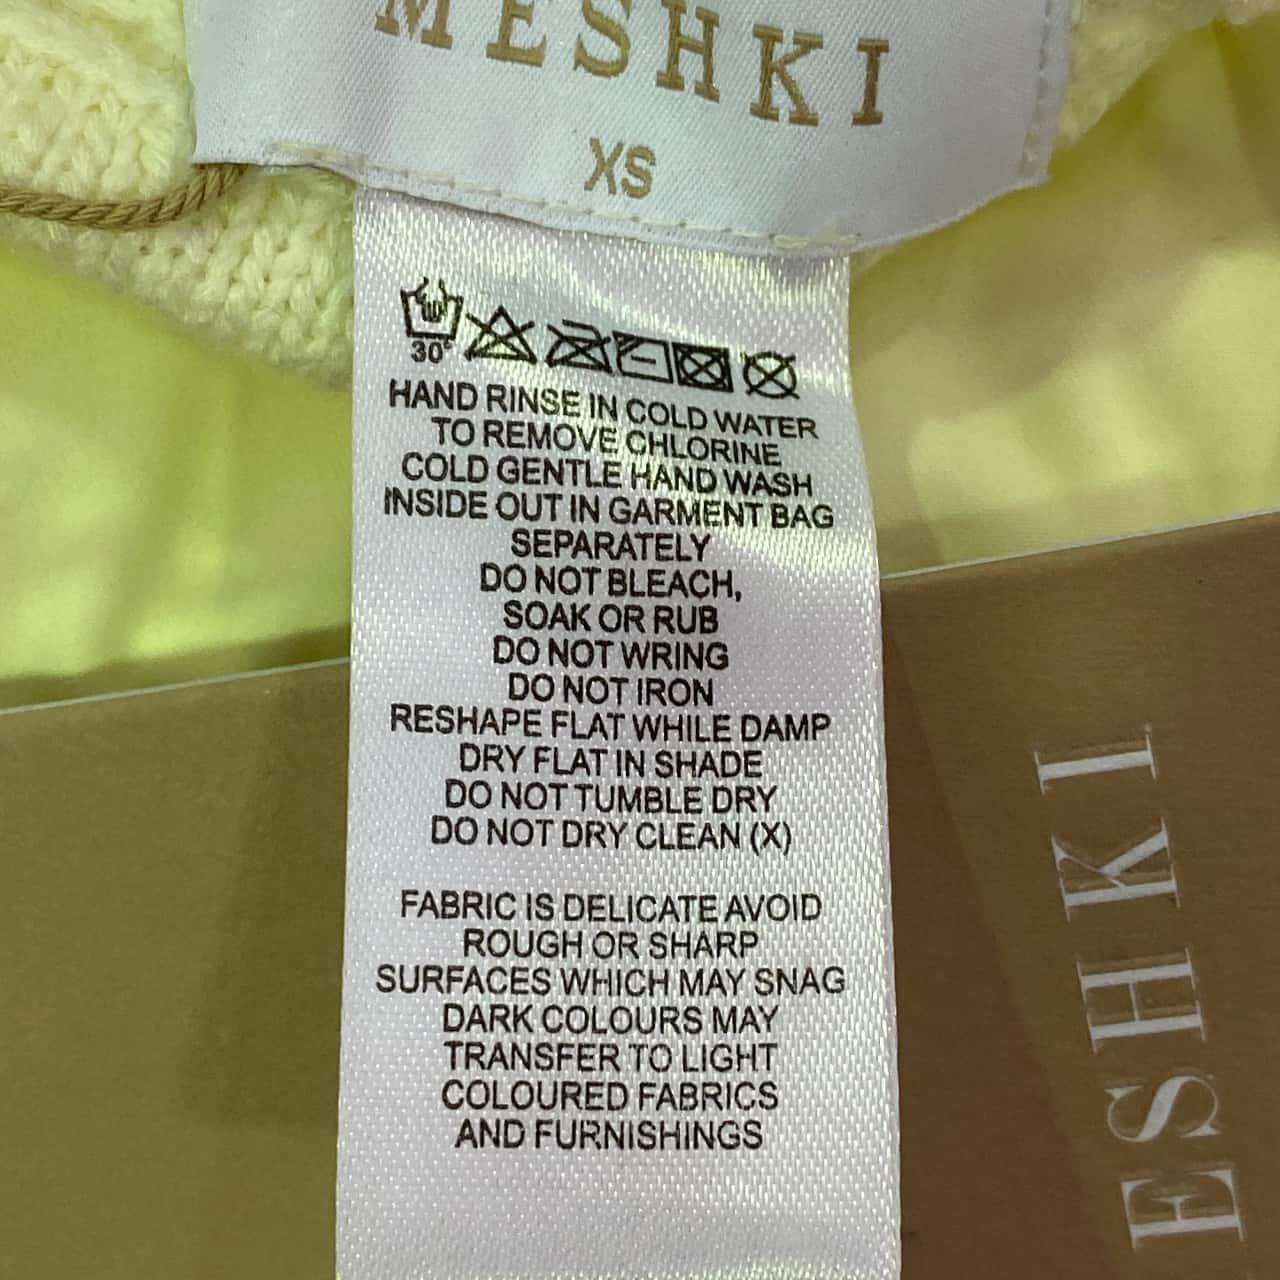 MESHKI
XS
30°
HAND RINSE IN COLD WATER
TO REMOVE CHLORINE
COLD GENTLE HAND WASH
INSIDE OUT IN GARMENT BAG
SEPARATELY
DO NOT BLEACH,
SOAK OR RUB
DO NOT WRING
DO NOT IRON
RESHAPE FLAT WHILE DAMP
DRY FLAT IN SHADE
DO NOT TUMBLE DRY
DO NOT DRY CLEAN (X)
FABRIC IS DELICATE AVOID
ROUGH OR SHARP
SURFACES WHICH MAY SNAG
DARK COLOURS MAY
TRANSFER TO LIGHT
COLOURED FABRICS
AND FURNISHINGS
ESHKI